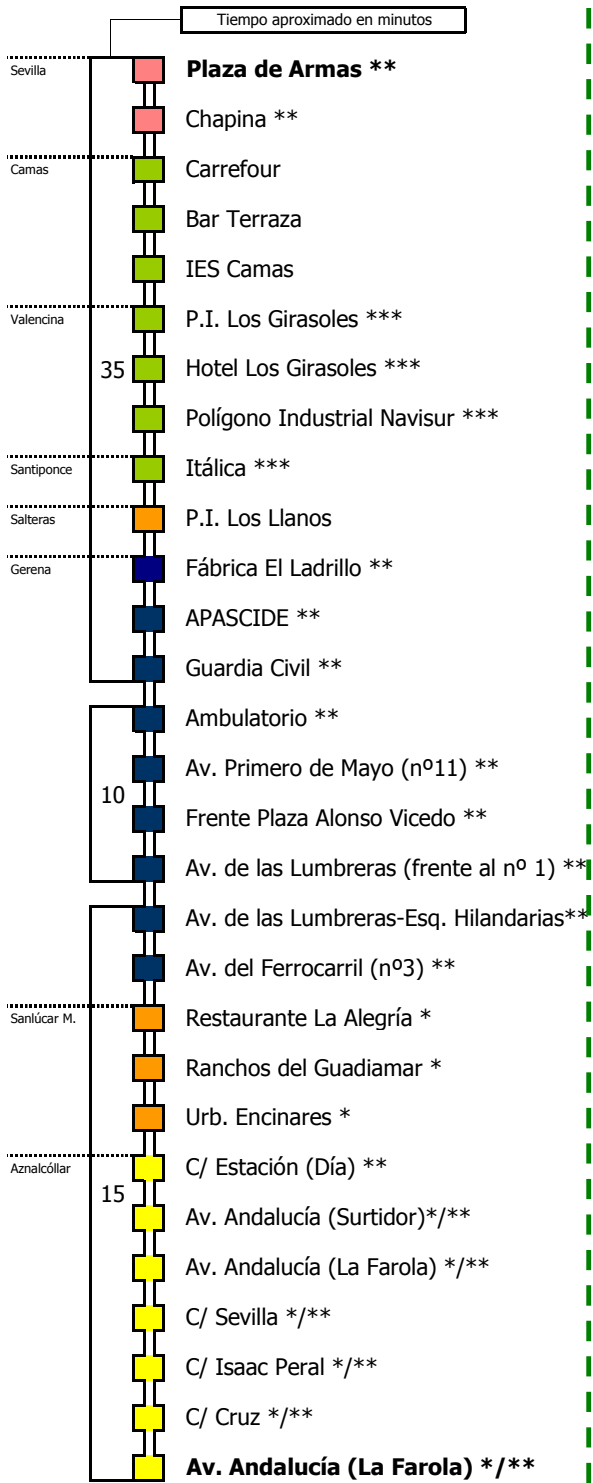 Tiempo aproximado en minutos
Sevilla
Plaza de Armas **
Chapina **
Camas
Carrefour
Bar Terraza
IES Camas
Valencina
P.I. Los Girasoles ***
35
Hotel Los Girasoles ***
Polígono Industrial Navisur ***
Santiponce
Itálica ***
Salteras
P.I. Los Llanos
Gerena
Fábrica El Ladrillo **
APASCIDE **
Guardia Civil **
Ambulatorio **
Av. Primero de Mayo (nº11) **
10
Frente Plaza Alonso Vicedo **
Av. de las Lumbreras (frente al nº 1) **
Av. de las Lumbreras-Esq. Hilandarias**
Av. del Ferrocarril (nº3) **
Sanlúcar M.
Restaurante La Alegría *
Ranchos del Guadiamar *
Urb. Encinares *
Aznalcóllar
C/ Estación (Día) **
15
Av. Andalucía (Surtidor)*/**
Av. Andalucía (La Farola) */**
C/ Sevilla */**
C/ Isaac Peral */**
C/ Cruz */**
Av. Andalucía (La Farola) */**